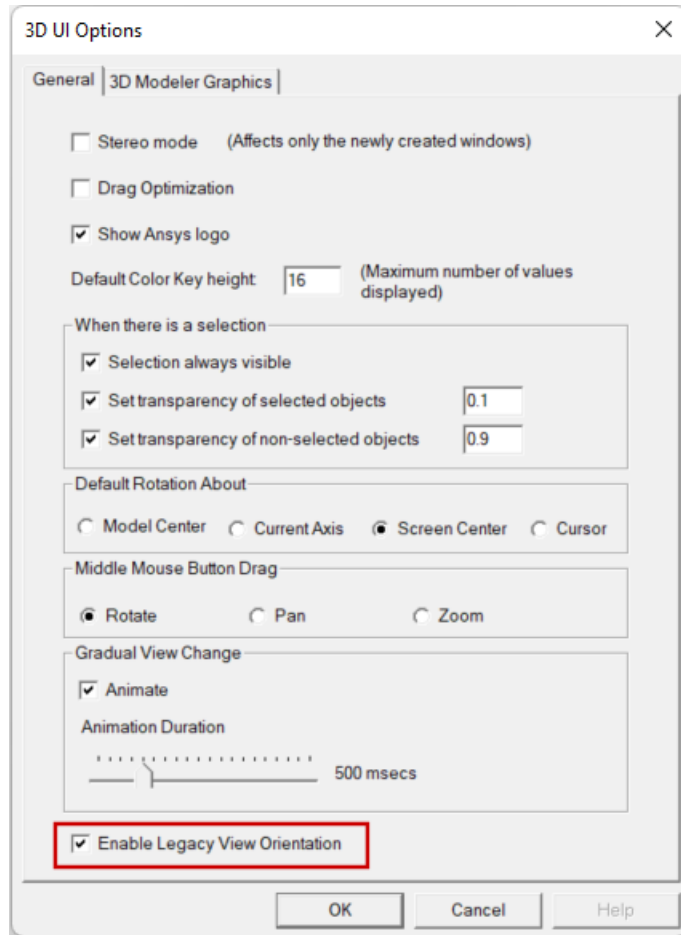 3D UI Options
General
3D Modeler Graphics
Stereo mode (Affects only the newly created windows)
Drag Optimization
Show Ansys logo
Default Color Key height: 16 (Maximum number of values
displayed)
When there is a selection
Selection always visible
Set transparency of selected objects 0.1
Set transparency of non-selected objects 0.9
Default Rotation About
Model Center Current Axis Screen Center Cursor
Middle Mouse Button Drag
Rotate Pan Zoom
Gradual View Change
Animate
Animation Duration
500 msecs
Enable Legacy View Orientation
OK Cancel Help